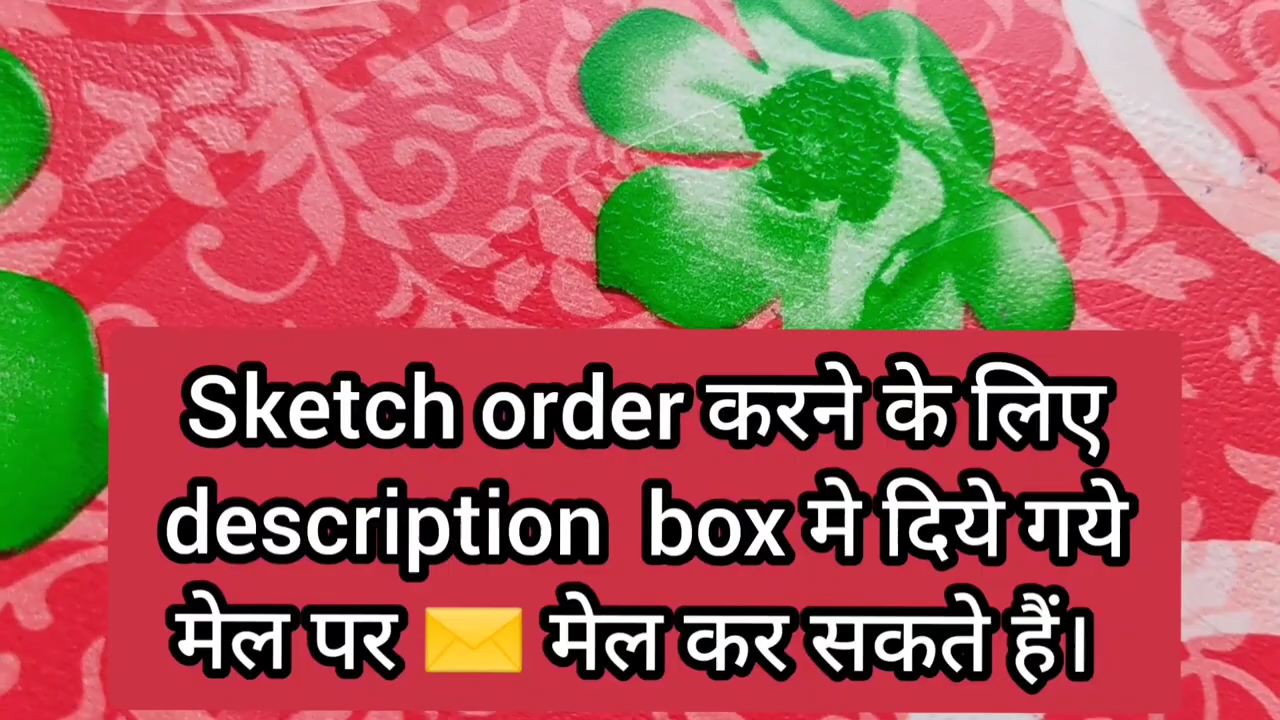 Sketch order करने के लिए
description box मे दिये गये
मेल पर ✉️ मेल कर सकते हैं।